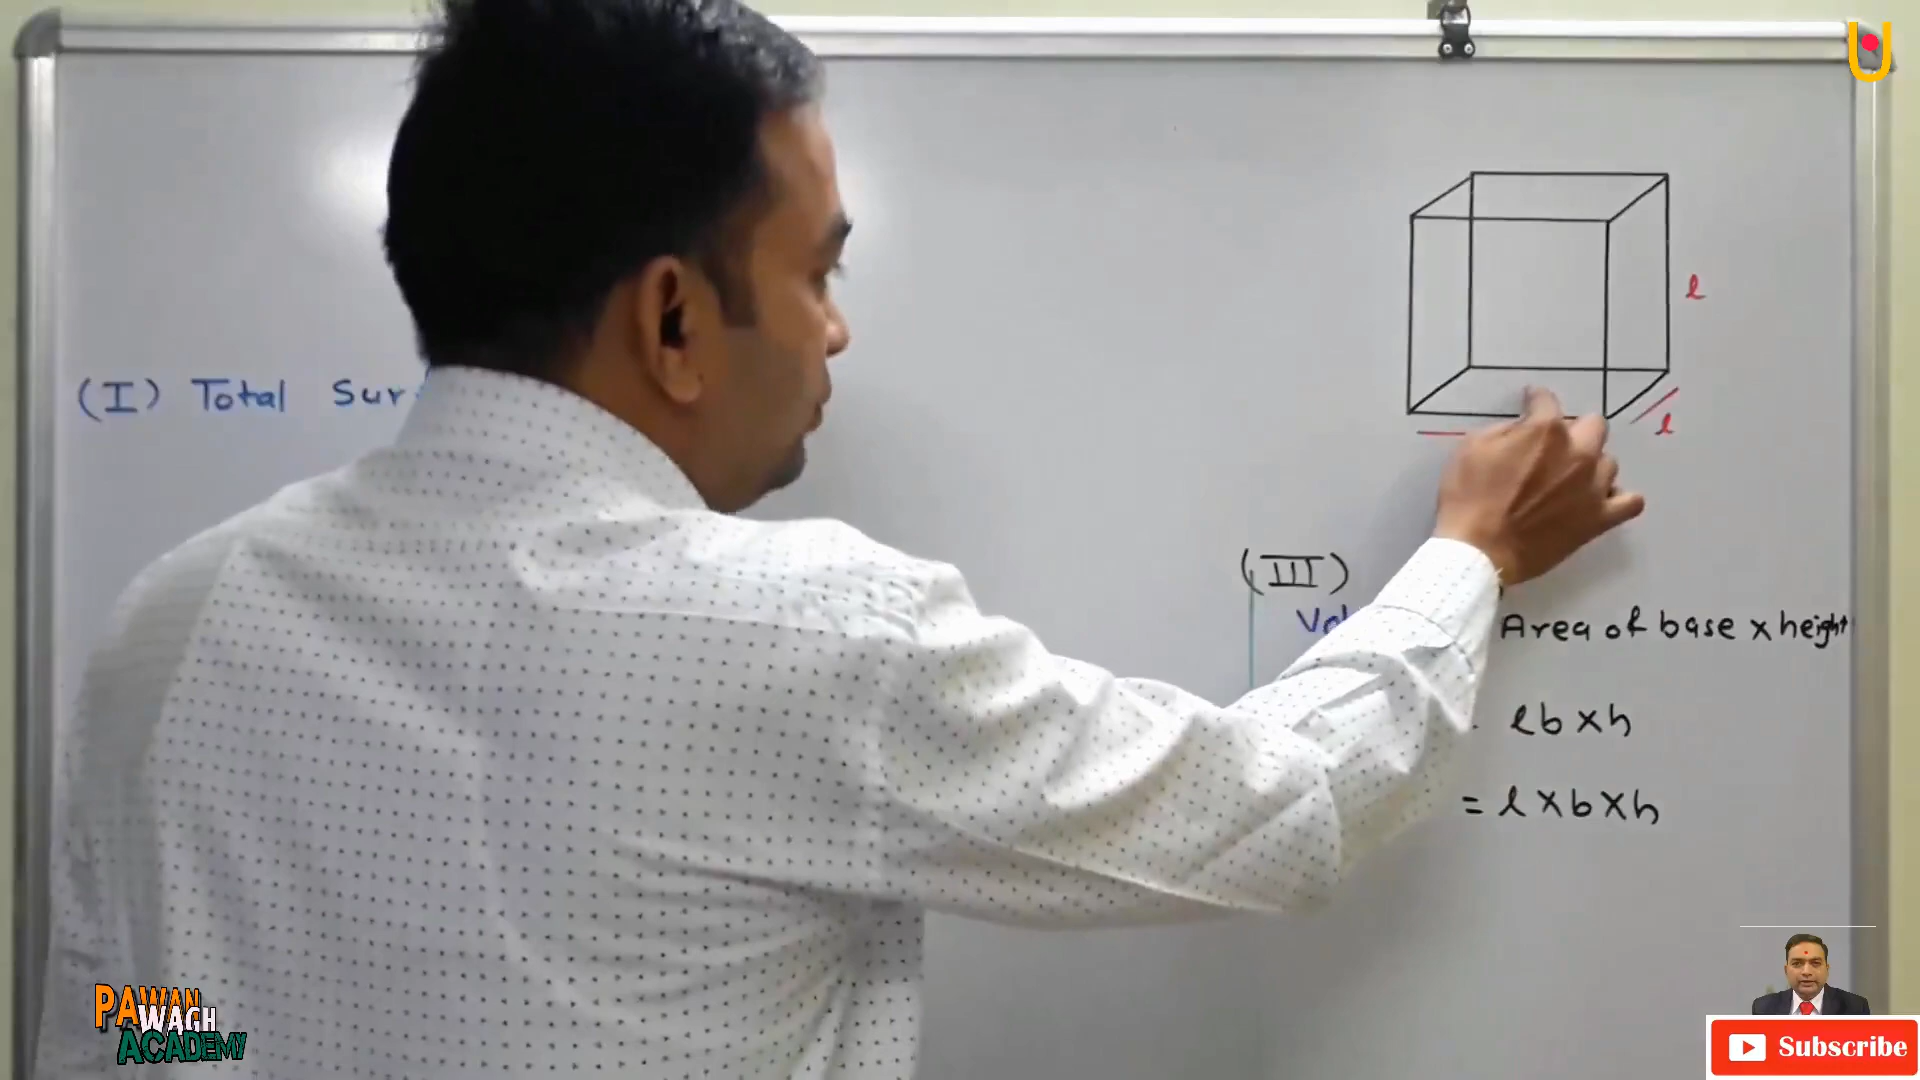 l
l
(I) Total Sur
(III)
Vol
Area of base x height
lb x h
= l x b x h
PAWAN
WAGH
ACADEMY
Subscribe